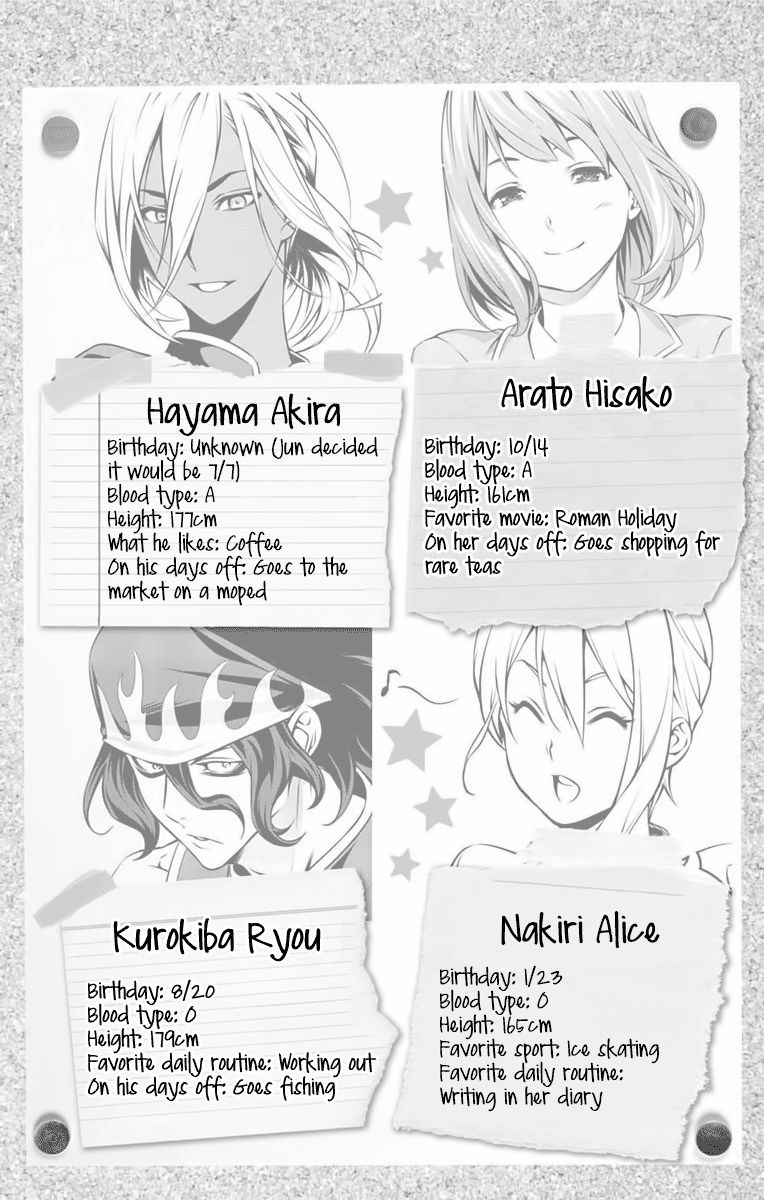 Hayama Akira
Birthday: Unknown (Jun decided
it would be 7/7)
Blood type: A
Height: 177cm
What he likes: Coffee
On his days off: Goes to the
market on a moped
Arato Hisako
Birthday: 10/14
Blood type: A
Height: 161cm
Favorite movie: Roman Holiday
On her days off: Goes shopping for
rare teas
Kurokiba Ryou
Birthday: 8/20
Blood type: O
Height: 179cm
Favorite daily routine: Working out
On his days off: Goes fishing
Nakiri Alice
Birthday: 1/23
Blood type: O
Height: 165cm
Favorite sport: Ice skating
Favorite daily routine:
Writing in her diary